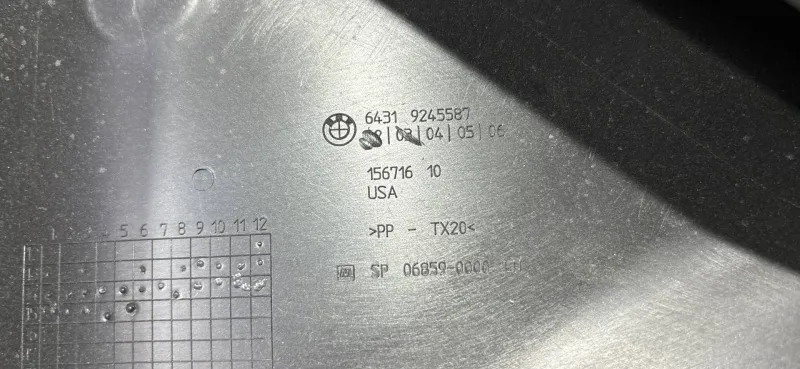 6431 9245587
04 | 05 | 06
156716 10
USA
>PP - TX20<
SP 06859-0000
5 6 7 8 9 10 11 12